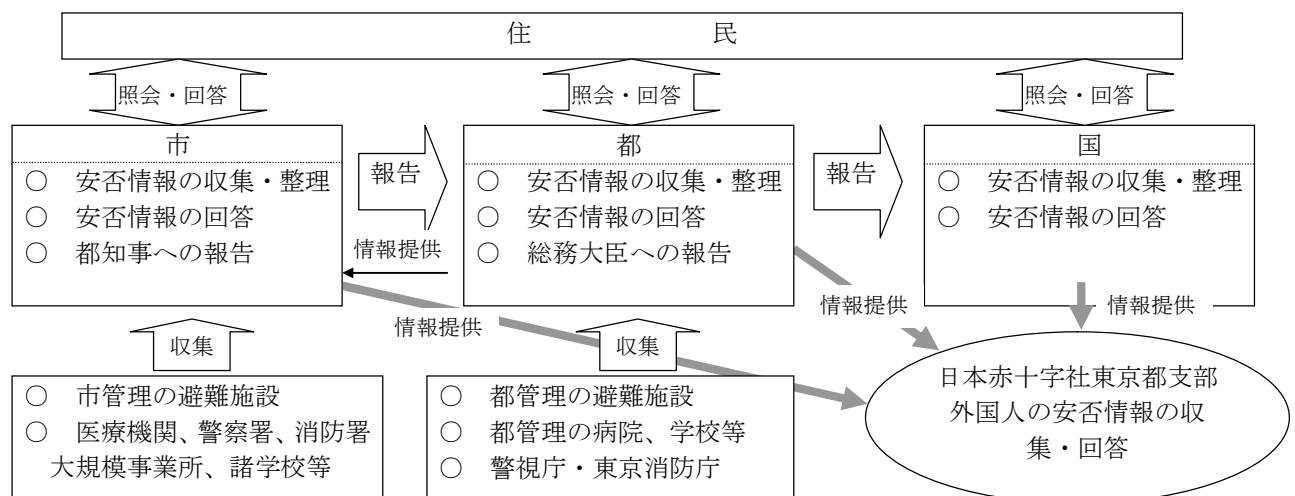 住　民
照会・回答
照会・回答
照会・回答
市
○ 安否情報の収集・整理
○ 安否情報の回答
○ 都知事への報告
報告
情報提供
都
○ 安否情報の収集・整理
○ 安否情報の回答
○ 総務大臣への報告
報告
国
○ 安否情報の収集・整理
○ 安否情報の回答
情報提供
情報提供
情報提供
収集
収集
○ 市管理の避難施設
○ 医療機関、警察署、消防署
大規模事業所、諸学校等
○ 都管理の避難施設
○ 都管理の病院、学校等
○ 警視庁・東京消防庁
日本赤十字社東京都支部
外国人の安否情報の収
集・回答